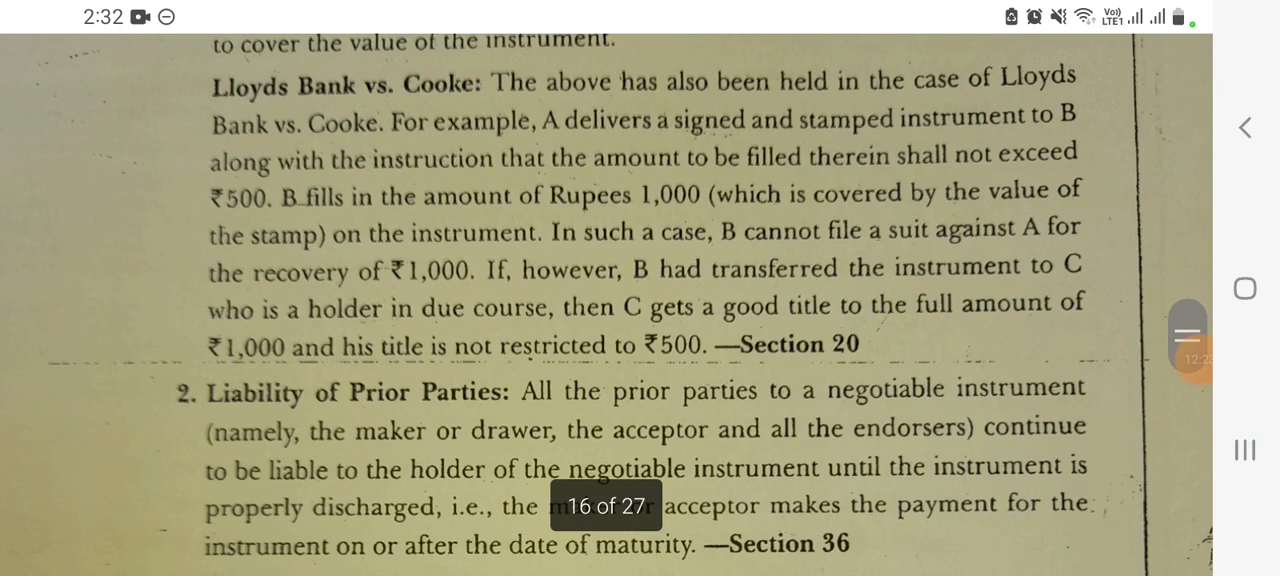 2:32
Vo))
LTE1
to cover the value of the instrument.
Lloyds Bank vs. Cooke: The above has also been held in the case of Lloyds
Bank vs. Cooke. For example, A delivers a signed and stamped instrument to B
along with the instruction that the amount to be filled therein shall not exceed
₹500. B fills in the amount of Rupees 1,000 (which is covered by the value of
the stamp) on the instrument. In such a case, B cannot file a suit against A for
the recovery of ₹1,000. If, however, B had transferred the instrument to C
who is a holder in due course, then C gets a good title to the full amount of
₹1,000 and his title is not restricted to ₹500. —Section 20
2. Liability of Prior Parties: All the prior parties to a negotiable instrument
(namely, the maker or drawer, the acceptor and all the endorsers) continue
to be liable to the holder of the negotiable instrument until the instrument is
properly discharged, i.e., the acceptor makes the payment for the
16 of 27
instrument on or after the date of maturity. —Section 36